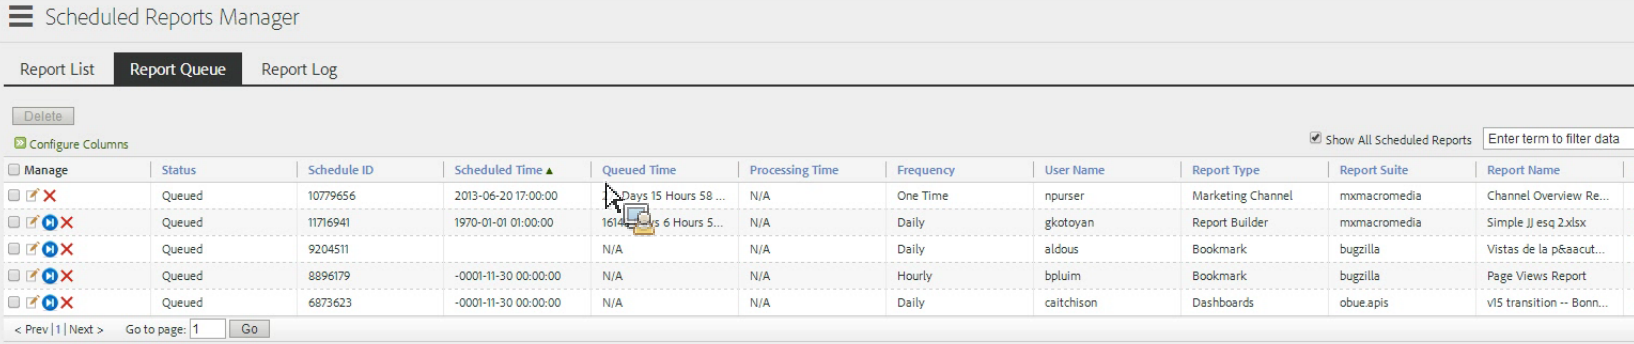 Scheduled Reports Manager
Report List Report Queue Report Log
Delete
Configure Columns Show All Scheduled Reports Enter term to filter data
Manage Status Schedule ID Scheduled Time Queued Time Processing Time Frequency User Name Report Type Report Suite Report Name
Queued 10779656 2013-06-20 17:00:00 Days 15 Hours 58 ... N/A One Time npurser Marketing Channel mxmacromedia Channel Overview Re...
Queued 11716941 1970-01-01 01:00:00 6 Hours 5... N/A Daily gkotoyan Report Builder mxmacromedia Simple JJ esq 2.xlsx
Queued 9204511 N/A N/A Daily aldous Bookmark bugzilla Vistas de la p&aacut...
Queued 8896179 -0001-11-30 00:00:00 N/A N/A Hourly bpluim Bookmark bugzilla Page Views Report
Queued 6873623 -0001-11-30 00:00:00 N/A N/A Daily caitchison Dashboards obue.apis v15 transition -- Bonn...
< Prev | 1 | Next > Go to page: 1 Go